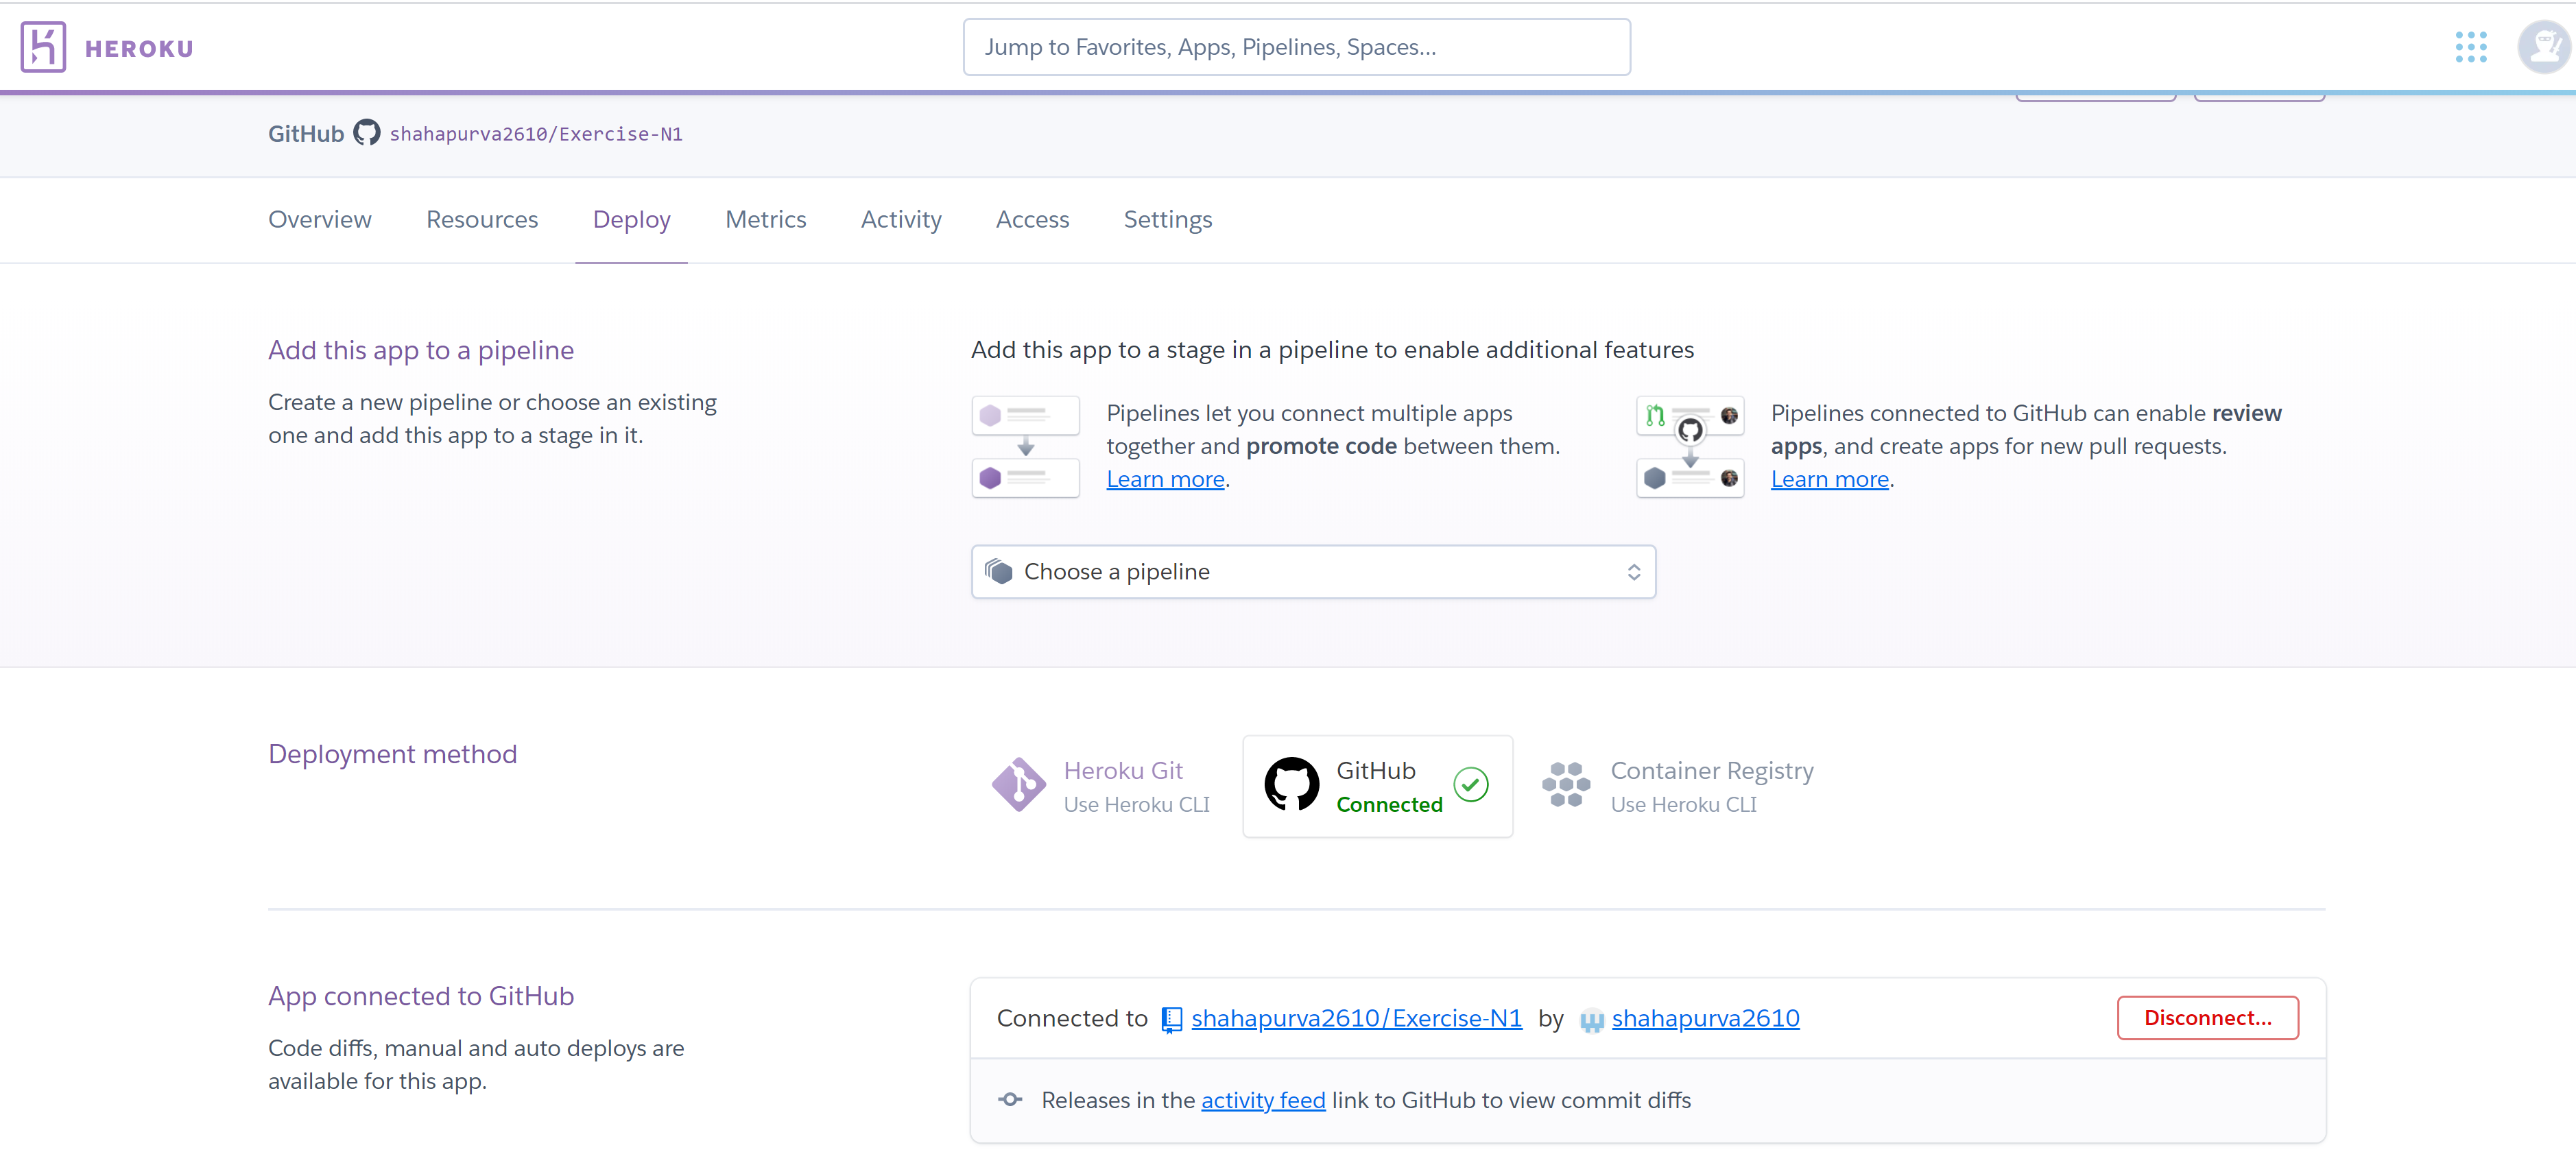 HEROKU
Jump to Favorites, Apps, Pipelines, Spaces...
GitHub shahapurva2610/Exercise-N1
Overview Resources Deploy Metrics Activity Access Settings
Add this app to a pipeline
Create a new pipeline or choose an existing
one and add this app to a stage in it.
Add this app to a stage in a pipeline to enable additional features
Pipelines let you connect multiple apps
together and promote code between them.
Learn more.
Pipelines connected to GitHub can enable review
apps, and create apps for new pull requests.
Learn more.
Choose a pipeline
Deployment method
Heroku Git
Use Heroku CLI
GitHub
Connected
Container Registry
Use Heroku CLI
App connected to GitHub
Code diffs, manual and auto deploys are
available for this app.
Connected to shahapurva2610/Exercise-N1 by shahapurva2610
Disconnect...
Releases in the activity feed link to GitHub to view commit diffs